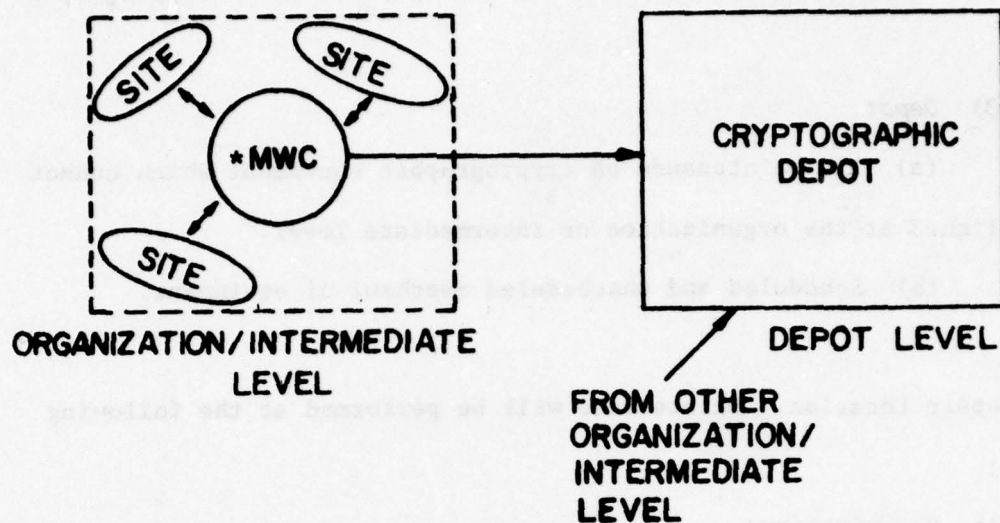 SITE
SITE
*MWC
SITE
ORGANIZATION/INTERMEDIATE
LEVEL
CRYPTOGRAPHIC
DEPOT
DEPOT LEVEL
FROM OTHER
ORGANIZATION/
INTERMEDIATE
LEVEL